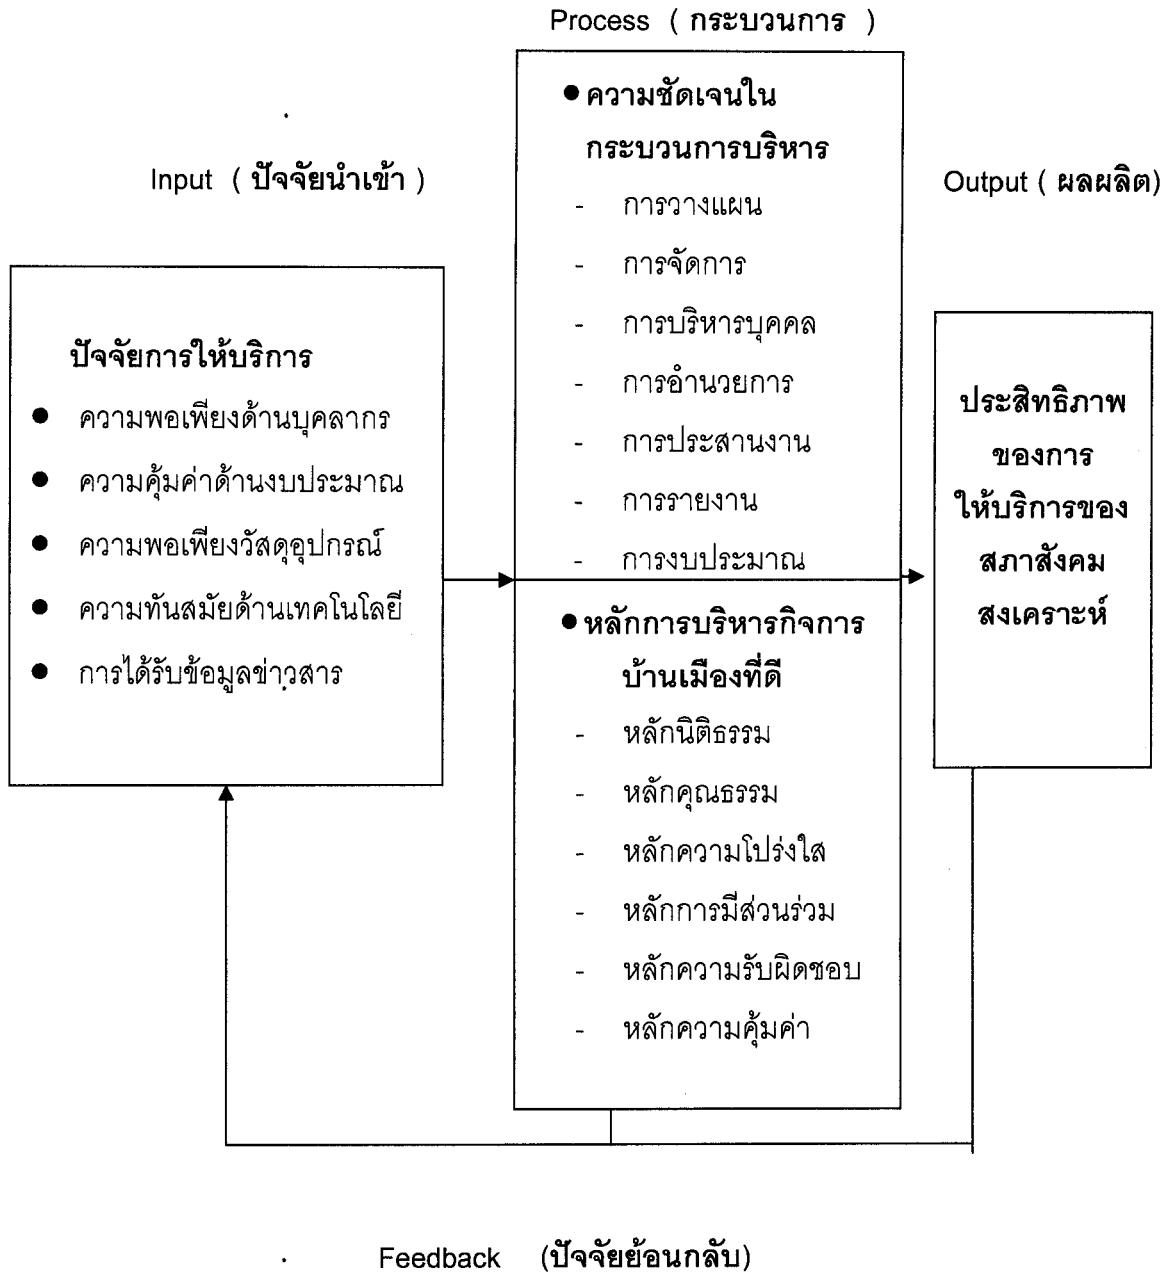 Process ( กระบวนการ )
Input ( ปัจจัยนำเข้า )
ปัจจัยการให้บริการ
● ความพอเพียงด้านบุคลากร
● ความคุ้มค่าด้านงบประมาณ
● ความพอเพียงวัสดุอุปกรณ์
● ความทันสมัยด้านเทคโนโลยี
● การได้รับข้อมูลข่าวสาร
● ความชัดเจนใน
กระบวนการบริหาร
- การวางแผน
- การจัดการ
- การบริหารบุคคล
- การอำนวยการ
- การประสานงาน
- การรายงาน
- การงบประมาณ
● หลักการบริหารกิจการ
บ้านเมืองที่ดี
- หลักนิติธรรม
- หลักคุณธรรม
- หลักความโปร่งใส
- หลักการมีส่วนร่วม
- หลักความรับผิดชอบ
- หลักความคุ้มค่า
Output ( ผลผลิต)
ประสิทธิภาพ
ของการ
ให้บริการของ
สภาสังคม
สงเคราะห์
Feedback (ปัจจัยย้อนกลับ)